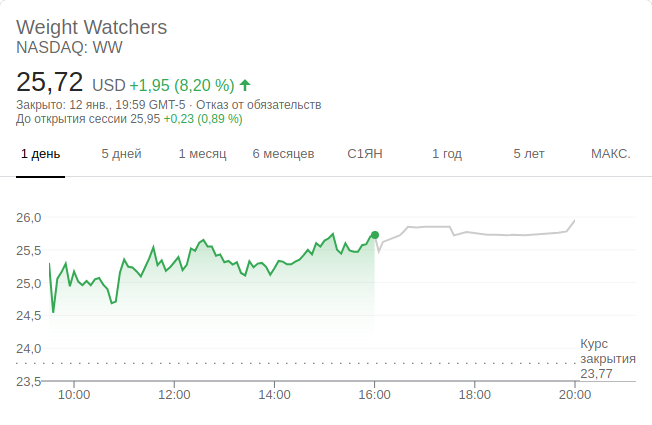 Weight Watchers
NASDAQ: WW
25,72 USD +1,95 (8,20 %)
Закрыто: 12 янв., 19:59 GMT-5 · Отказ от обязательств
До открытия сессии 25,95 +0,23 (0,89 %)
1 день 5 дней 1 месяц 6 месяцев С1ЯН 1 год 5 лет МАКС.
26,0
25,5
25,0
24,5
24,0
23,5
Курс
закрытия
23,77
10:00 12:00 14:00 16:00 18:00 20:00